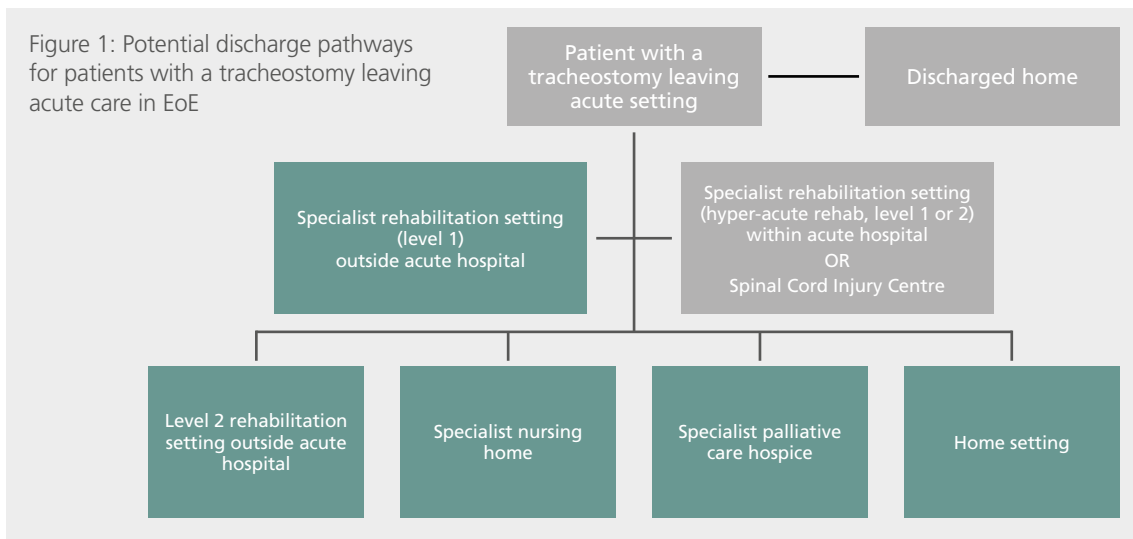 Figure 1: Potential discharge pathways
for patients with a tracheostomy leaving
acute care in EoE
Patient with a
tracheostomy leaving
acute setting
Discharged home
Specialist rehabilitation setting
(level 1)
outside acute hospital
Specialist rehabilitation setting
(hyper-acute rehab, level 1 or 2)
within acute hospital
OR
Spinal Cord Injury Centre
Level 2 rehabilitation
setting outside acute
hospital
Specialist nursing
home
Specialist palliative
care hospice
Home setting